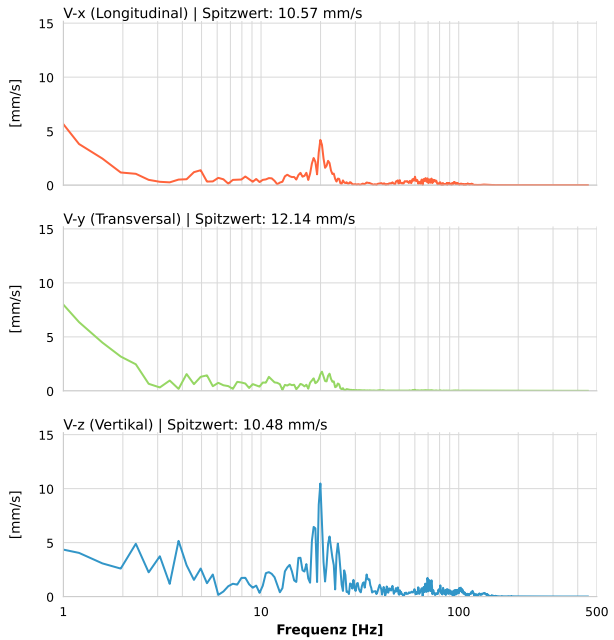 V-x (Longitudinal) | Spitzwert: 10.57 mm/s
15
10
5
0
[mm/s]
V-y (Transversal) | Spitzwert: 12.14 mm/s
15
10
5
0
[mm/s]
V-z (Vertikal) | Spitzwert: 10.48 mm/s
15
10
5
0
[mm/s]
1 10 100 500
Frequenz [Hz]